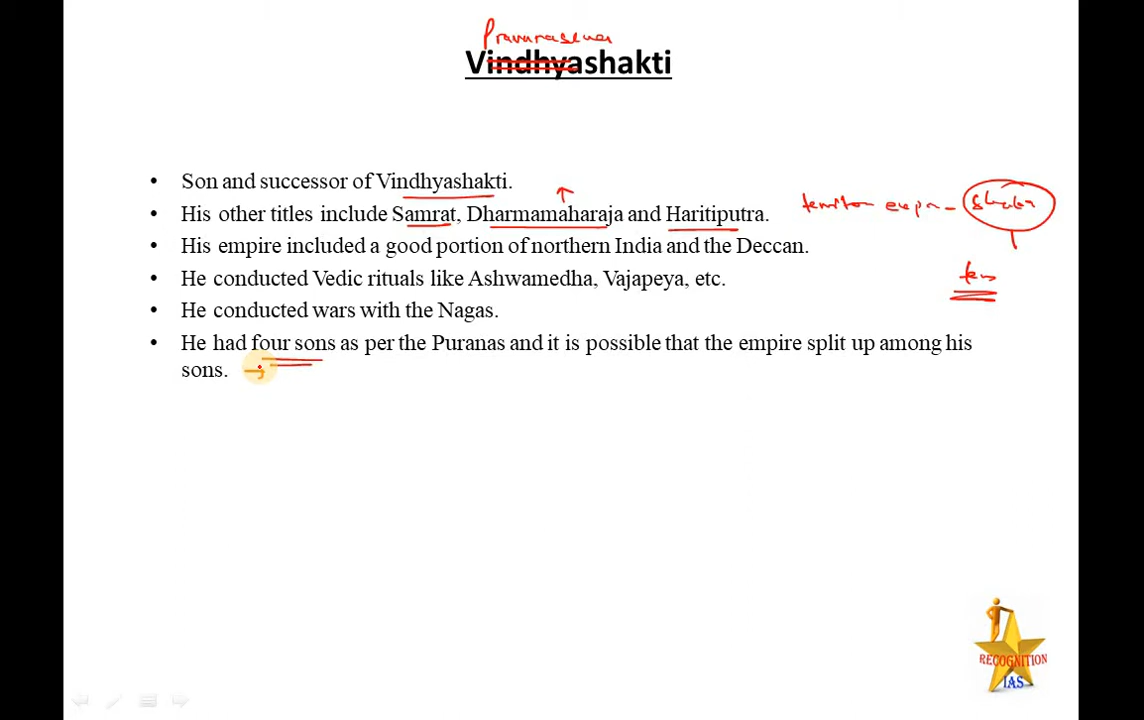 Pravarasena
Vindhyashakti
• Son and successor of Vindhyashakti.
• His other titles include Samrat, Dharmamaharaja and Haritiputra.
• His empire included a good portion of northern India and the Deccan.
• He conducted Vedic rituals like Ashwamedha, Vajapeya, etc.
• He conducted wars with the Nagas.
• He had four sons as per the Puranas and it is possible that the empire split up among his
sons.
RECOGNITION
IAS